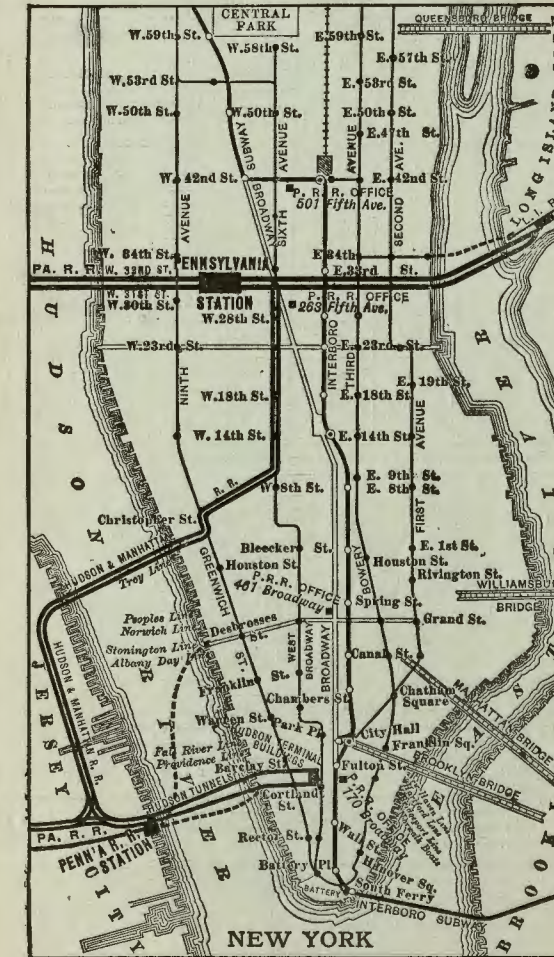 CENTRAL
PARK
QUEENSBORO BRIDGE
W.59th St.
E.59th St.
W.58th St.
E.57th St.
W.53rd St.
E.53rd St.
W.50th St.
W.50th St.
E.50th St.
E.47th St.
SUBWAY
AVENUE
AVENUE
SECOND AVE.
LONG ISLAND
W.42nd St.
E.42nd St.
BROADWAY
P. R. R. OFFICE
501 Fifth Ave.
AVENUE
SIXTH
L.I.R.
W. 34th St.
E.34th
PA. R. R.
W. 32ND ST.
PENNSYLVANIA
STATION
E.33rd St.
W. 31ST ST.
W.30th St.
P. R. R. OFFICE
263 Fifth Ave.
W.28th St.
W.23rd St.
E.23rd St.
INTERBORO
THIRD
NINTH
E.19th St.
W.18th St.
E.18th St.
W.14th St.
E.14th St.
AVENUE
FIRST
E. 9th St.
W8th St.
E. 8th St.
R. R.
Christopher St.
HUDSON & MANHATTAN
Troy Line
GREENWICH
ST.
Bleecker St.
E. 1st St.
Houston St.
BOWERY
Houston St.
Rivington St.
P.R.R. OFFICE
461 Broadway
WILLIAMSBURG
BRIDGE
Spring St.
Peoples Line
Norwich Line
Desbrosses
St.
Grand St.
Stonington Line
Albany Day
WEST
BROADWAY
BROADWAY
Canal St.
HUDSON & MANHATTAN R. R.
Franklin St.
Chambers St.
Chatham
Square
MANHATTAN BRIDGE
Warren St.
Park Pl.
City Hall
Franklin Sq.
HUDSON TERMINAL
BUILDINGS
Fall River Line
Providence Line
Barclay St.
Fulton St.
BROOKLYN BRIDGE
HUDSON TUNNELS
Cortland
St.
P.R.R. OFFICE
170 Broadway
PA. R. R.
PENN'A R. R.
STATION
Rector St.
Wall St.
Battery Pl.
Hanover Sq.
BATTERY
South Ferry
INTERBORO SUBWAY
HUDSON
RIVER
JERSEY
CITY
BROOK
NEW YORK